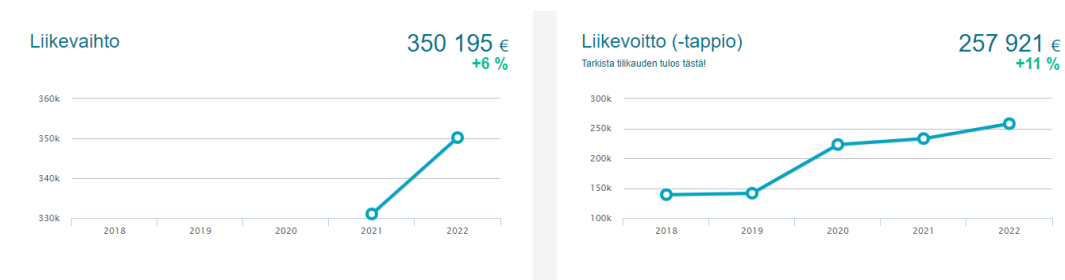 Liikevaihto
350 195 €
+6 %
360k
350k
340k
330k
2018 2019 2020 2021 2022
Liikevoitto (-tappio)
Tarkista tilikauden tulos tästä!
257 921 €
+11 %
300k
250k
200k
150k
100k
2018 2019 2020 2021 2022